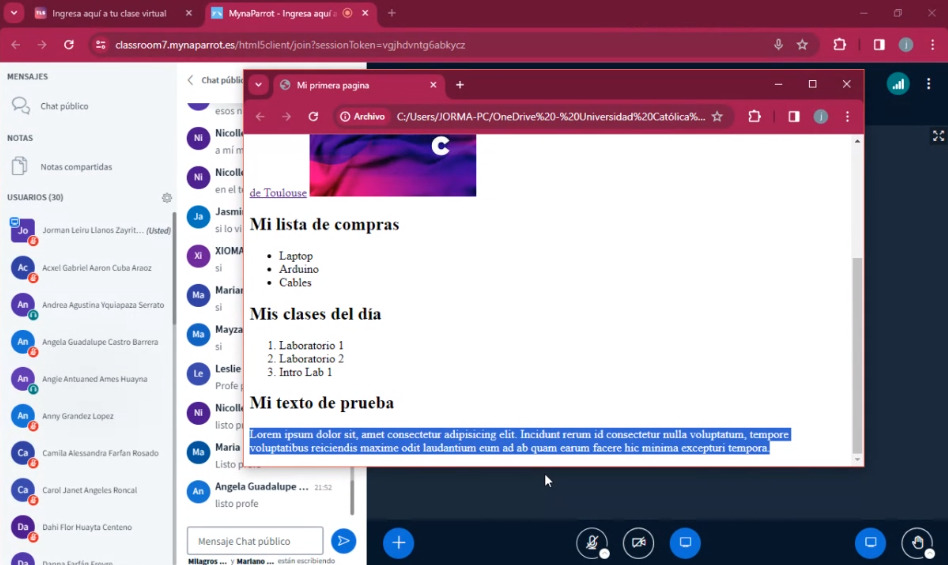 Ingresa aquí a tu clase virtual
MynaParrot - Ingresa aquí a
classroom7.mynaparrot.es/html5client/join?sessionToken=vgjhdvntg6abkycz
MENSAJES
Chat público
NOTAS
Notas compartidas
USUARIOS (30)
Jo
Jorman Leiru Llanos Zayrit... (Usted)
Ac
Acxel Gabriel Aaron Cuba Araoz
An
Andrea Agustina Yquiapaza Serrato
An
Angela Guadalupe Castro Barrera
An
Angie Antuaned Ames Huayna
An
Anny Grandez Lopez
Ca
Camila Alessandra Farfan Rosado
Ca
Carol Janet Angeles Roncal
Da
Dahi Flor Huayta Centeno
Da
Danna Farfán Freyre
Chat públic
esos
Ni
Nicoll
a mí m
Ni
Nicolle
en el t
Ja
Jasmi
si lo vi
Xi
XIOMA
si
Ma
Maria
si
Ma
Mayza
si
Le
Leslie
Profe
Ni
Nicoll
listo p
Ma
Maria
Listo
An
Angela Guadalupe ... 21:52
listo profe
Mensaje Chat público
Milagros ... y Mariano ... están escribiendo
Mi primera pagina
Archivo
C:/Users/JORMA-PC/OneDrive%20-%20Universidad%20Católica%...
de Toulouse
Mi lista de compras
Laptop
Arduino
Cables
Mis clases del día
1. Laboratorio 1
2. Laboratorio 2
3. Intro Lab 1
Mi texto de prueba
Lorem ipsum dolor sit, amet consectetur adipisicing elit. Incidunt rerum id consectetur nulla voluptatum, tempore
voluptatibus reiciendis maxime odit laudantium eum ad ab quam earum facere hic minima excepturi tempora.